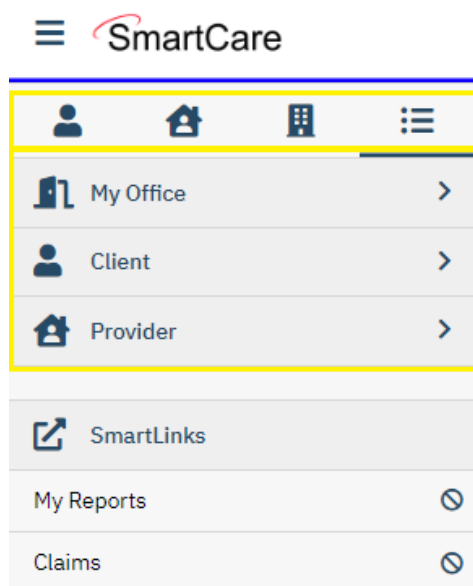 SmartCare
My Office
Client
Provider
SmartLinks
My Reports
Claims